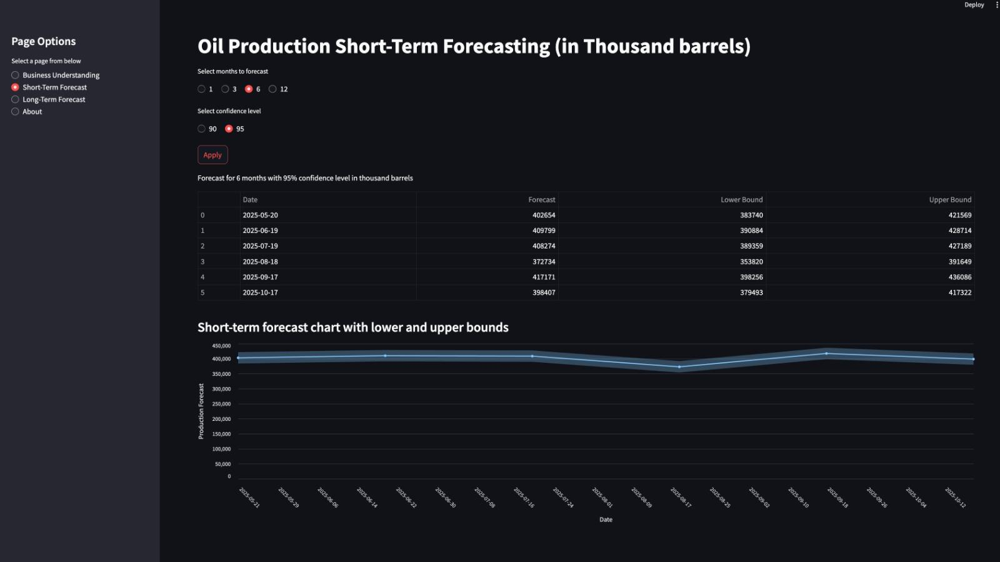 Deploy
Page Options
Select a page from below
Business Understanding
Short-Term Forecast
Long-Term Forecast
About
Oil Production Short-Term Forecasting (in Thousand barrels)
Select months to forecast
1 3 6 12
Select confidence level
90 95
Apply
Forecast for 6 months with 95% confidence level in thousand barrels
Date Forecast Lower Bound Upper Bound
0 2025-05-20 402654 383740 421569
1 2025-06-19 409799 390884 428714
2 2025-07-19 408274 389359 427189
3 2025-08-18 372734 353820 391649
4 2025-09-17 417171 398256 436086
5 2025-10-17 398407 379493 417322
Short-term forecast chart with lower and upper bounds
Production Forecast
450,000
400,000
350,000
300,000
250,000
200,000
150,000
100,000
50,000
0
2025-05-21 2025-05-29 2025-06-06 2025-06-14 2025-06-22 2025-06-30 2025-07-08 2025-07-16 2025-07-24 2025-08-01 2025-08-09 2025-08-17 2025-08-25 2025-09-02 2025-09-10 2025-09-18 2025-09-26 2025-10-04 2025-10-12
Date